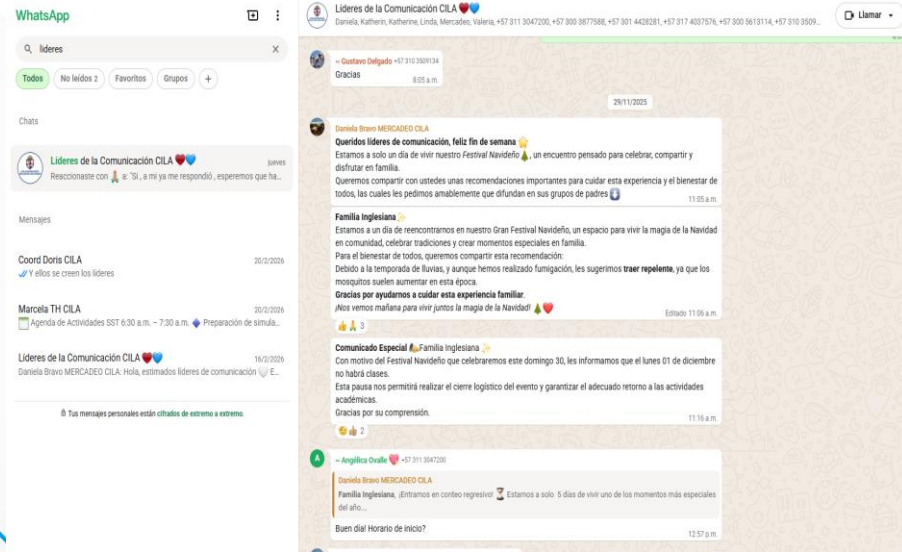 WhatsApp
lideres
Todos
No leídos 2
Favoritos
Grupos
+
Chats
Líderes de la Comunicación CILA ❤️💙
jueves
Reaccionaste con 🙏🏼 a: "Si , a mi ya me respondió , esperemos que ha...
Mensajes
Coord Doris CILA
20/2/2026
Y ellos se creen los lideres
Marcela TH CILA
20/2/2026
🗓️ Agenda de Actividades SST 6:30 a.m. – 7:30 a.m. 🔹 Preparación de simula...
Líderes de la Comunicación CILA ❤️💙
16/2/2026
Daniela Bravo MERCADEO CILA: Hola, estimados líderes de comunicación 🤍 E...
Tus mensajes personales están cifrados de extremo a extremo.
Líderes de la Comunicación CILA ❤️💙
Daniela, Katherin, Katherine, Linda, Mercedes, Valeria, +57 311 3047200, +57 300 3877588, +57 301 4428281, +57 317 4037576, +57 300 5613114, +57 310 3509...
Llamar
~ Gustavo Delgado +57 310 3509134
Gracias
8:05 a.m.
29/11/2025
Daniela Bravo MERCADEO CILA
Queridos líderes de comunicación, feliz fin de semana ⭐
Estamos a solo un día de vivir nuestro Festival Navideño🎄, un encuentro pensado para celebrar, compartir y
disfrutar en familia.
Queremos compartir con ustedes unas recomendaciones importantes para cuidar esta experiencia y el bienestar de
todos, las cuales les pedimos amablemente que difundan en sus grupos de padres ⬇️
11:05 a.m.
Familia Inglesiana✨
Estamos a un día de reencontrarnos en nuestro Gran Festival Navideño, un espacio para vivir la magia de la Navidad
en comunidad, celebrar tradiciones y crear momentos especiales en familia.
Para el bienestar de todos, queremos compartir esta recomendación:
Debido a la temporada de lluvias, y aunque hemos realizado fumigación, les sugerimos traer repelente, ya que los
mosquitos suelen aumentar en esta época.
Gracias por ayudarnos a cuidar esta experiencia familiar.
¡Nos vemos mañana para vivir juntos la magia de la Navidad! 🎄❤️
Editado 11:06 a.m.
👍🙏 3
Comunicado Especial 📣Familia Inglesiana ✨
Con motivo del Festival Navideño que celebraremos este domingo 30, les informamos que el lunes 01 de diciembre
no habrá clases.
Esta pausa nos permitirá realizar el cierre logístico del evento y garantizar el adecuado retorno a las actividades
académicas.
Gracias por su comprensión.
11:16 a.m.
2
A
~ Angélica Ovalle 💖 +57 311 3047200
Daniela Bravo MERCADEO CILA
Familia Inglesiana, ¡Entramos en conteo regresivo! ⏳ Estamos a solo 5 días de vivir uno de los momentos más especiales
del año...
Buen día! Horario de inicio?
12:57 p.m.